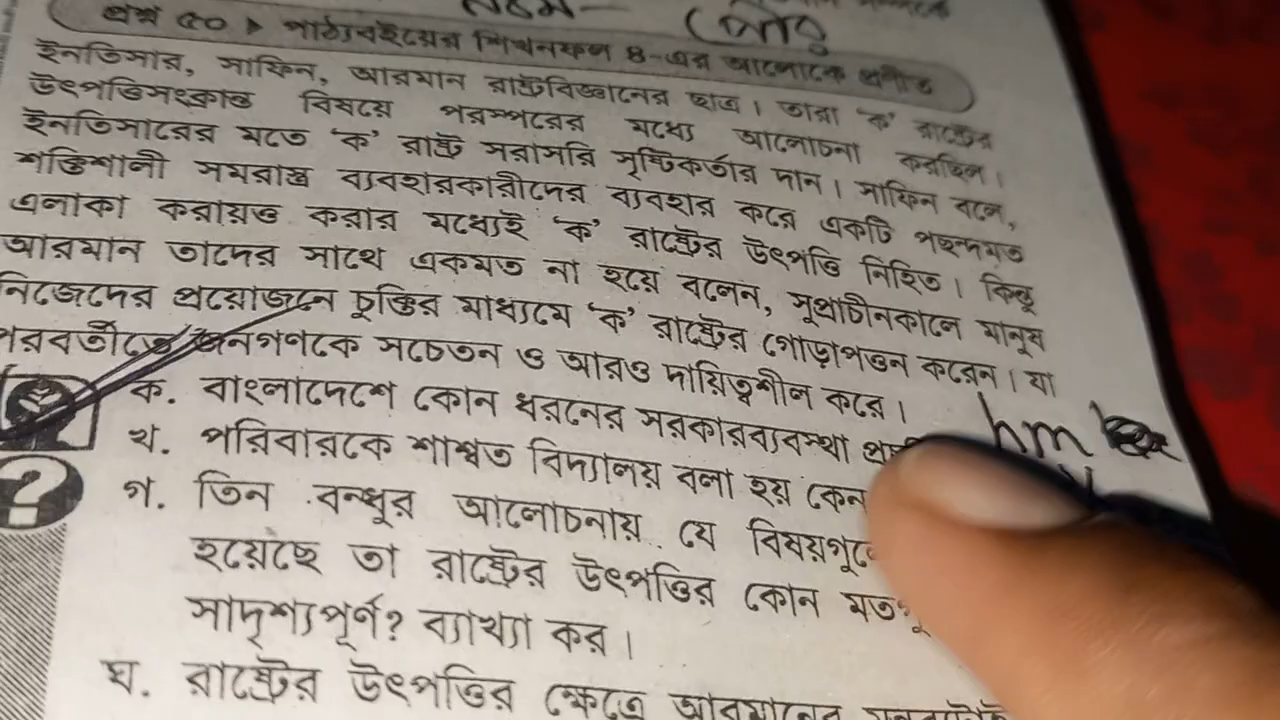 প্রশ্ন ৫০ ▶ পাঠ্যবইয়ের শিখনফল ৪-এর আলোকে প্রণীত
ইনতিসার, সাফিন, আরমান রাষ্ট্রবিজ্ঞানের ছাত্র। তারা ‘ক’ রাষ্ট্রের
উৎপত্তিসংক্রান্ত বিষয়ে পরস্পরের মধ্যে আলোচনা করছিল।
ইনতিসারের মতে ‘ক’ রাষ্ট্র সরাসরি সৃষ্টিকর্তার দান। সাফিন বলে,
শক্তিশালী সমরাস্ত্র ব্যবহারকারীদের ব্যবহার করে একটি পছন্দমত
এলাকা করায়ত্ত করার মধ্যেই ‘ক’ রাষ্ট্রের উৎপত্তি নিহিত। কিন্তু
আরমান তাদের সাথে একমত না হয়ে বলেন, সুপ্রাচীনকালে মানুষ
নিজেদের প্রয়োজনে চুক্তির মাধ্যমে ‘ক’ রাষ্ট্রের গোড়াপত্তন করেন। যা
পরবর্তীতে জনগণকে সচেতন ও আরও দায়িত্বশীল করে।
ক. বাংলাদেশে কোন ধরনের সরকারব্যবস্থা
hm
খ. পরিবারকে শাশ্বত বিদ্যালয় বলা হয় কেন
গ. তিন বন্ধুর আলোচনায় যে
হয়েছে তা রাষ্ট্রের উৎপত্তির কোন
সাদৃশ্যপূর্ণ? ব্যাখ্যা কর।
ঘ. রাষ্ট্রের উৎপত্তির ক্ষেত্রে আরমানের